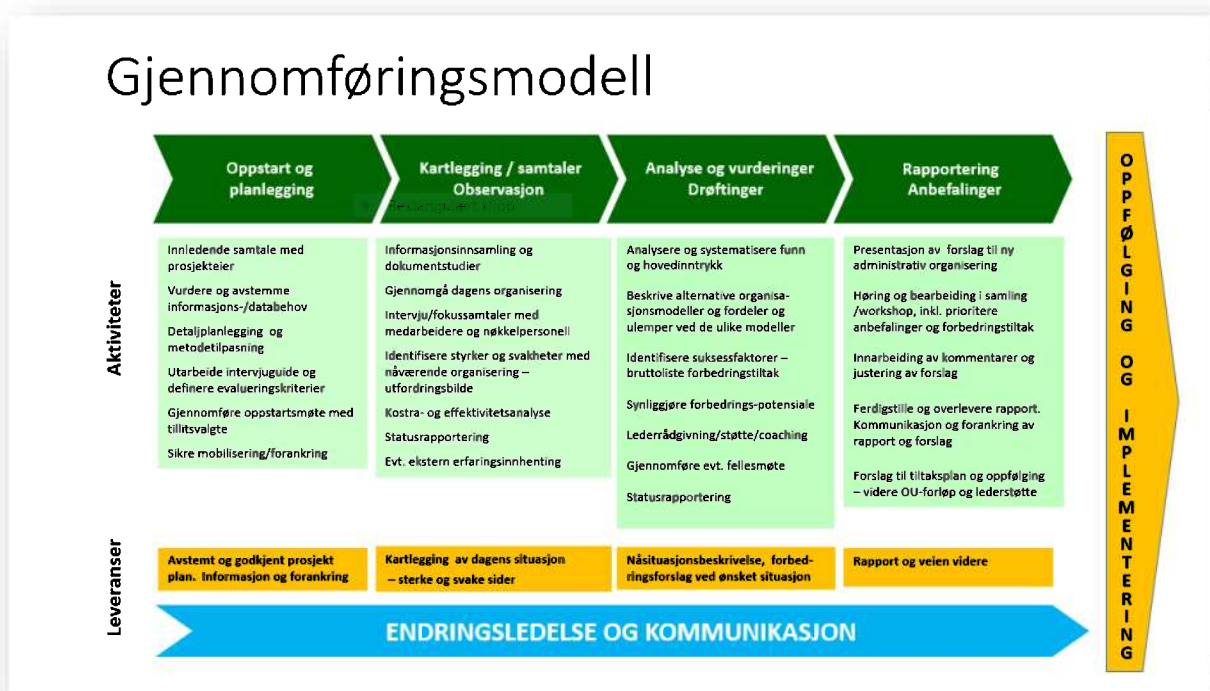 Gjennomføringsmodell
Oppstart og
planlegging
Kartlegging / samtaler
Observasjon
Analyse og vurderinger
Drøftinger
Rapportering
Anbefalinger
Aktiviteter
Innledende samtale med
prosjekteier
Vurdere og avstemme
informasjons-/databehov
Detaljplanlegging og
metodetilpasning
Utarbeide intervjuguide og
definere evalueringskriterier
Gjennomføre oppstartsmøte med
tillitsvalgte
Sikre mobilisering/forankring
Informasjonsinnsamling og
dokumentstudier
Gjennomgå dagens organisering
Intervju/fokussamtaler med
medarbeidere og nøkkelpersonell
Identifisere styrker og svakheter med
nåværende organisering –
utfordringsbilde
Kostra- og effektivitetsanalyse
Statusrapportering
Evt. ekstern erfaringsinnhenting
Analysere og systematisere funn
og hovedinntrykk
Beskrive alternative organisa-
sjonsmodeller og fordeler og
ulemper ved de ulike modeller
Identifisere suksessfaktorer –
bruttoliste forbedringstiltak
Synliggjøre forbedrings-potensiale
Lederrådgivning/støtte/coaching
Gjennomføre evt. fellesmøte
Statusrapportering
Presentasjon av forslag til ny
administrativ organisering
Høring og bearbeiding i samling
/workshop, inkl. prioritere
anbefalinger og forbedringstiltak
Innarbeiding av kommentarer og
justering av forslag
Ferdigstille og overlevere rapport.
Kommunikasjon og forankring av
rapport og forslag
Forslag til tiltaksplan og oppfølging
– videre OU-forløp og lederstøtte
Leveranser
Avstemt og godkjent prosjekt
plan. Informasjon og forankring
Kartlegging av dagens situasjon
– sterke og svake sider
Nåsituasjonsbeskrivelse, forbed-
ringsforslag ved ønsket situasjon
Rapport og veien videre
ENDRINGSLEDELSE OG KOMMUNIKASJON
OPPFØLGING OG IMPLEMENTERING